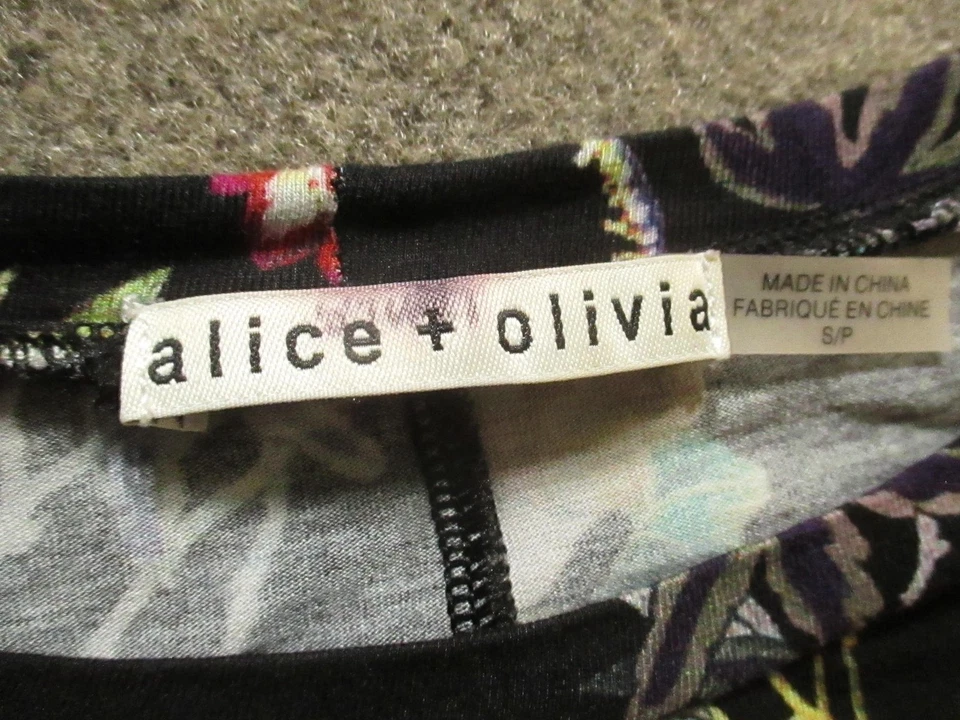 alice + olivia
MADE IN CHINA
FABRIQUÉ EN CHINE
S/P